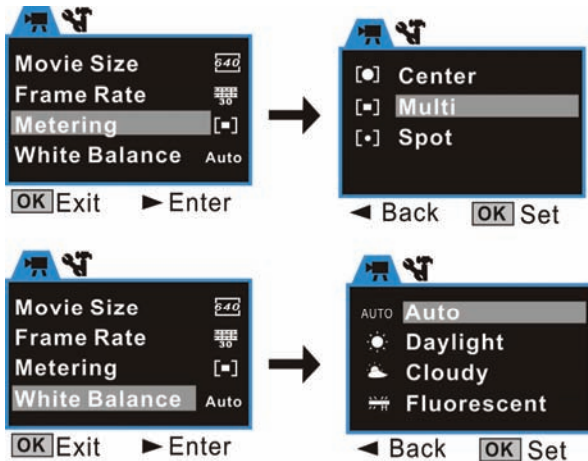 Movie Size 640
Frame Rate 30
Metering
White Balance Auto
OK Exit ► Enter
Center
Multi
Spot
◄ Back OK Set
Movie Size 640
Frame Rate 30
Metering
White Balance Auto
OK Exit ► Enter
AUTO Auto
Daylight
Cloudy
Fluorescent
◄ Back OK Set